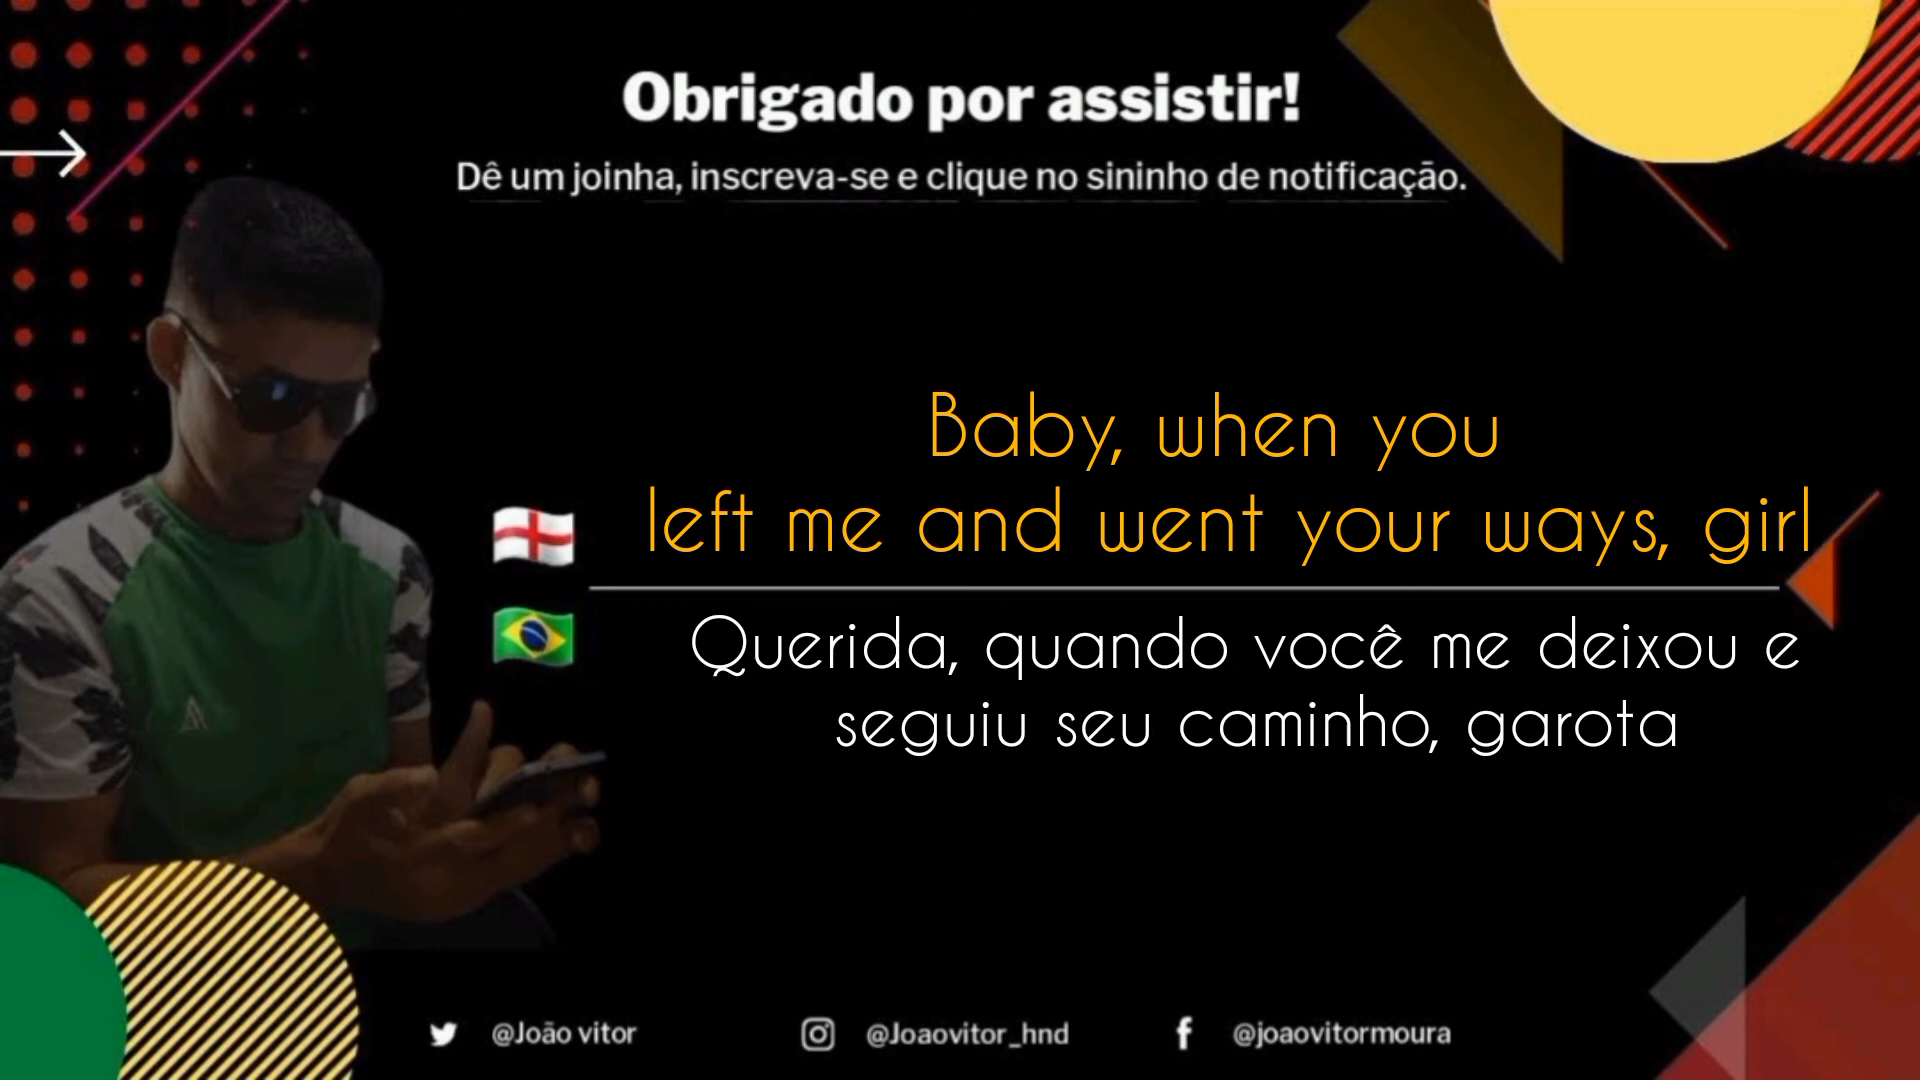 Obrigado por assistir!
Dê um joinha, inscreva-se e clique no sininho de notificação.
Baby, when you
left me and went your ways, girl
Querida, quando você me deixou e
seguiu seu caminho, garota
@João vitor
@Joaovitor_hnd
@joaovitormoura